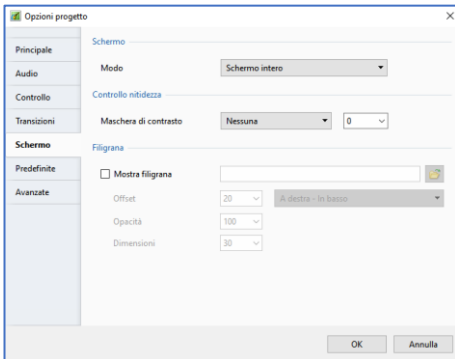 Opzioni progetto
Principale
Audio
Controllo
Transizioni
Schermo
Predefinite
Avanzate
Schermo
Modo Schermo intero
Controllo nitidezza
Maschera di contrasto Nessuna 0
Filigrana
Mostra filigrana
Offset 20 A destra - In basso
Opacità 100
Dimensioni 30
OK Annulla